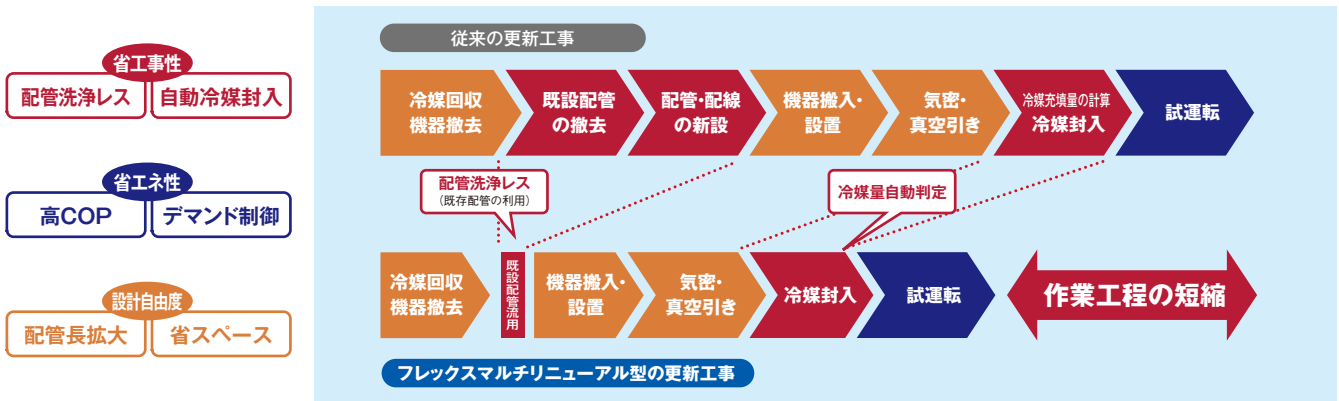 省工事性
配管洗浄レス
自動冷媒封入
省エネ性
高COP
デマンド制御
設計自由度
配管長拡大
省スペース
従来の更新工事
冷媒回収
機器撤去
既設配管
の撤去
配管・配線
の新設
機器搬入・
設置
気密・
真空引き
冷媒充填量の計算
冷媒封入
試運転
配管洗浄レス
(既存配管の利用)
冷媒量自動判定
冷媒回収
機器撤去
既設配管流用
機器搬入・
設置
気密・
真空引き
冷媒封入
試運転
作業工程の短縮
フレックスマルチリニューアル型の更新工事